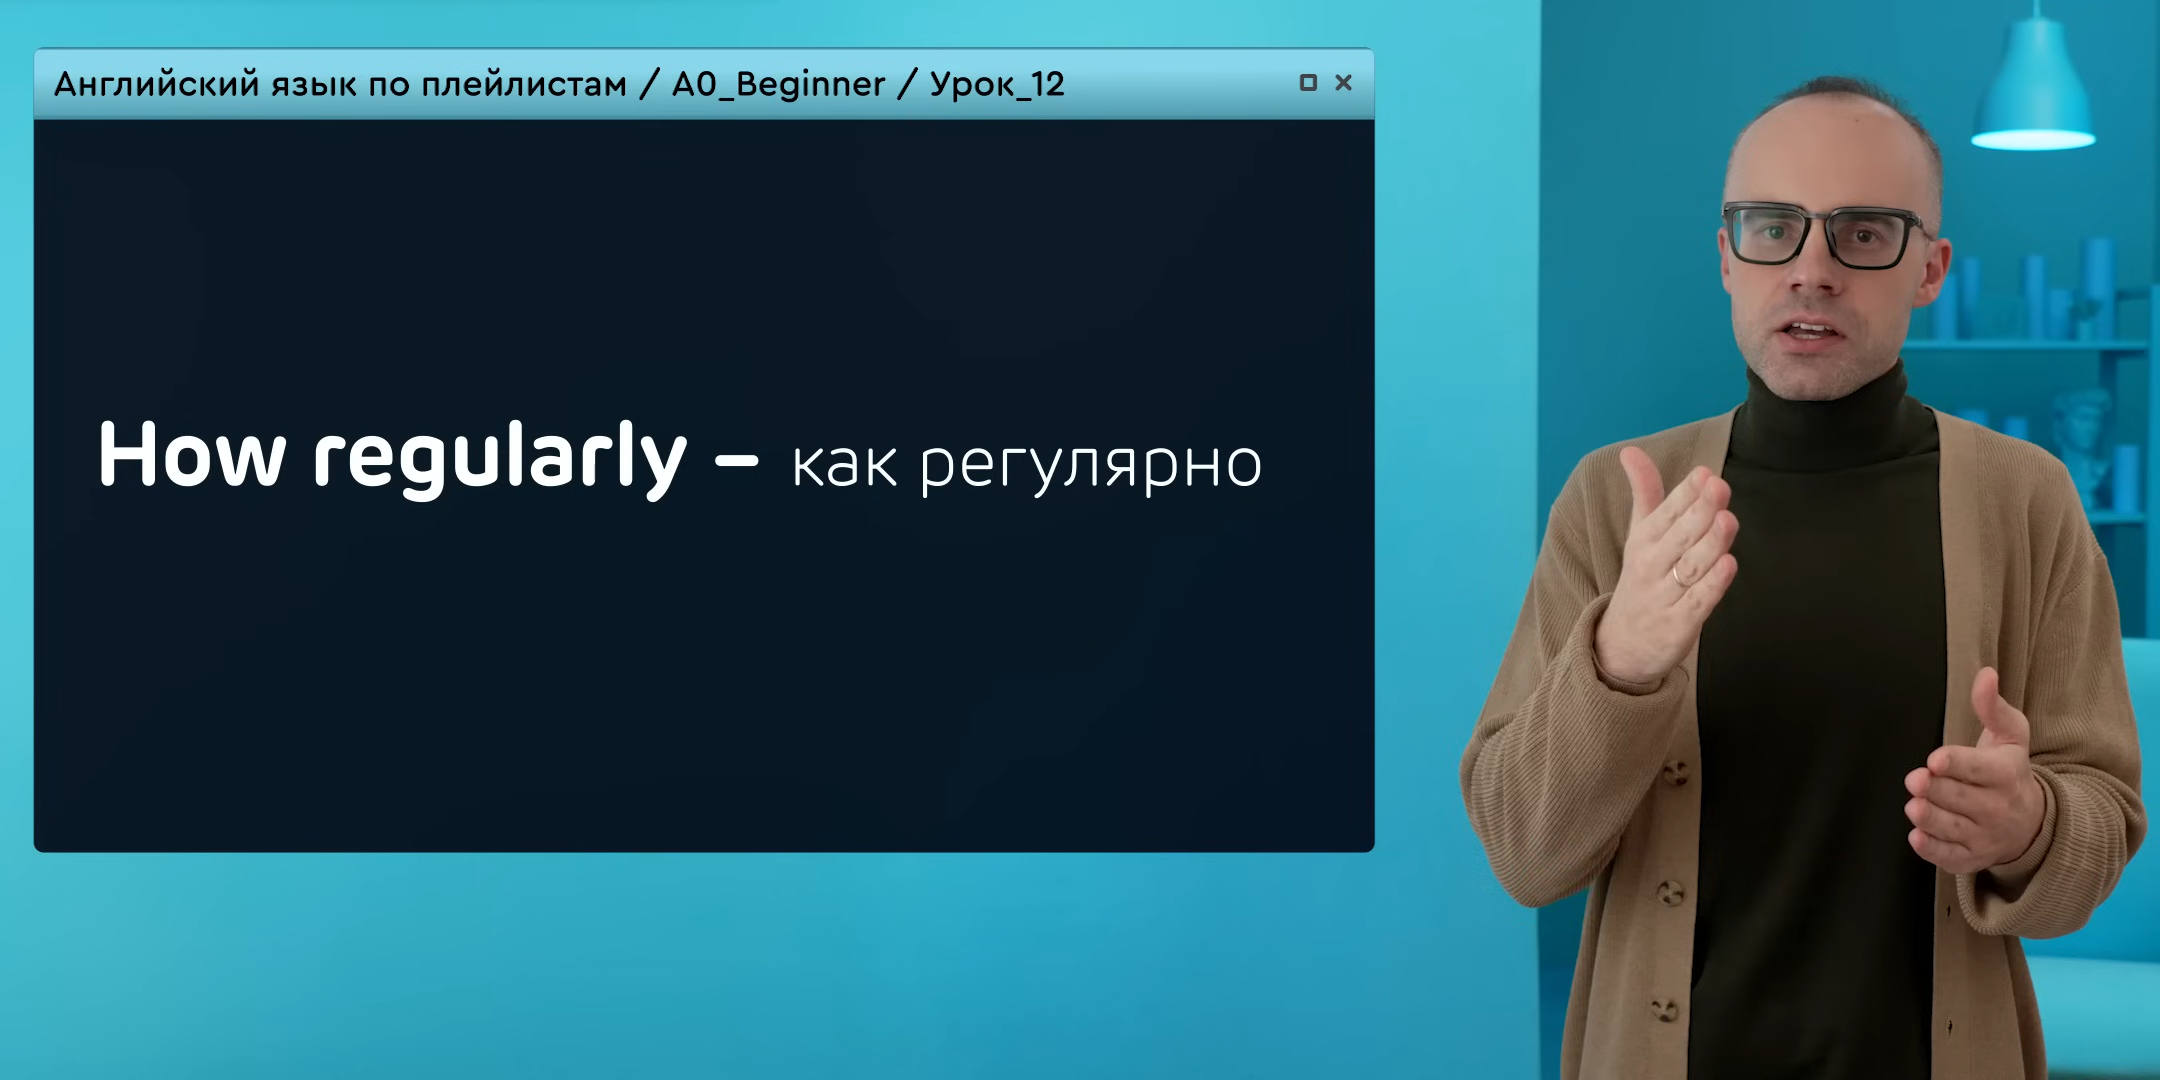 Английский язык по плейлистам / A0_Beginner / Урок_12
How regularly – как регулярно